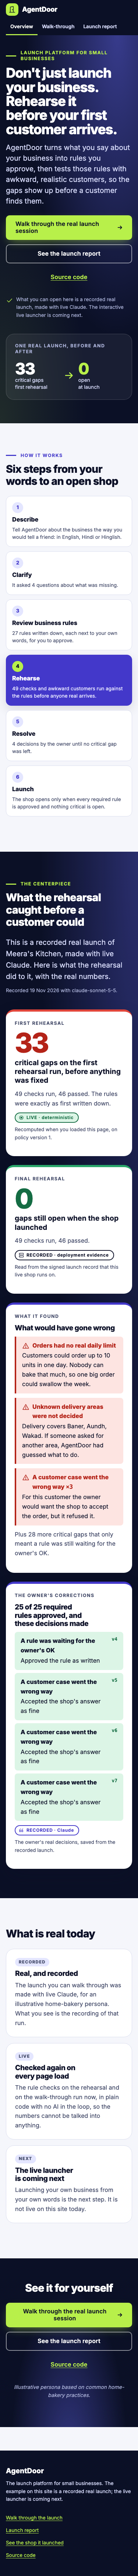 AgentDoor
Overview Walk-through Launch report
LAUNCH PLATFORM FOR SMALL
BUSINESSES
Don't just launch
your business.
Rehearse it
before your first
customer arrives.
AgentDoor turns what you say about
your business into rules you
approve, then tests those rules with
awkward, realistic customers, so the
gaps show up before a customer
finds them.
Walk through the real launch
session →
See the launch report
Source code
What you can open here is a recorded real
launch, made with live Claude. The interactive
live launcher is coming next.
ONE REAL LAUNCH, BEFORE AND
AFTER
33 → 0
critical gaps open
first rehearsal at launch
HOW IT WORKS
Six steps from your
words to an open shop
1
Describe
Tell AgentDoor about the business the way you
would tell a friend: in English, Hindi or Hinglish.
2
Clarify
It asked 4 questions about what was missing.
3
Review business rules
27 rules written down, each next to your own
words, for you to approve.
4
Rehearse
49 checks and awkward customers run against
the rules before anyone real arrives.
5
Resolve
4 decisions by the owner until no critical gap
was left.
6
Launch
The shop opens only when every required rule
is approved and nothing critical is open.
THE CENTERPIECE
What the rehearsal
caught before a
customer could
This is a recorded real launch of
Meera's Kitchen, made with live
Claude. Here is what the rehearsal
did to it, with the real numbers.
Recorded 18 Nov 2026 with claude-sonnet-5-5.
FIRST REHEARSAL
33
critical gaps on the first
rehearsal run, before anything
was fixed
49 checks run, 46 passed. The rules
were exactly as first written down.
LIVE · deterministic
Recomputed when you loaded this page, on
policy version 1.
FINAL REHEARSAL
0
gaps still open when the shop
launched
49 checks run, 46 passed.
RECORDED · deployment evidence
Read from the signed launch record that this
live shop runs on.
WHAT IT FOUND
What would have gone wrong
Orders had no real daily limit
Customers could order up to 10
units in one day. Nobody can
bake that much, so one big order
could swallow the week.
Unknown delivery areas
were not decided
Delivery covers Baner, Aundh,
Wakad. If someone asked for
another area, AgentDoor had
guessed what to do.
A customer case went the
wrong way ×3
For this customer the owner
would want the shop to accept
the order, but it refused it.
Plus 28 more critical gaps that only
meant a rule was still waiting for the
owner's OK.
THE OWNER'S CORRECTIONS
25 of 25 required
rules approved, and
these decisions made
A rule was waiting for the v4
owner's OK
Approved the rule as written
A customer case went the v5
wrong way
Accepted the shop's answer
as fine
A customer case went the v6
wrong way
Accepted the shop's answer
as fine
A customer case went the v7
wrong way
Accepted the shop's answer
as fine
RECORDED · Claude
The owner's real decisions, saved from the
recorded launch.
What is real today
RECORDED
Real, and recorded
The launch you can walk through was
made with live Claude, for an
illustrative home-bakery persona.
What you see is the recording of that
run.
LIVE
Checked again on
every page load
The rule checks on the rehearsal and
on the walk-through run now, in plain
code with no AI in the loop, so the
numbers cannot be talked into
anything.
NEXT
The live launcher
is coming next
Launching your own business from
your own words is the next step. It is
not live on this site today.
See it for yourself
Walk through the real launch
session →
See the launch report
Source code
Illustrative persona based on common home-
bakery practices.
AgentDoor
The launch platform for small businesses. The
example on this site is a recorded real launch; the
live launcher is coming next.
Walk through the launch
Launch report
See the shop it launched
Source code